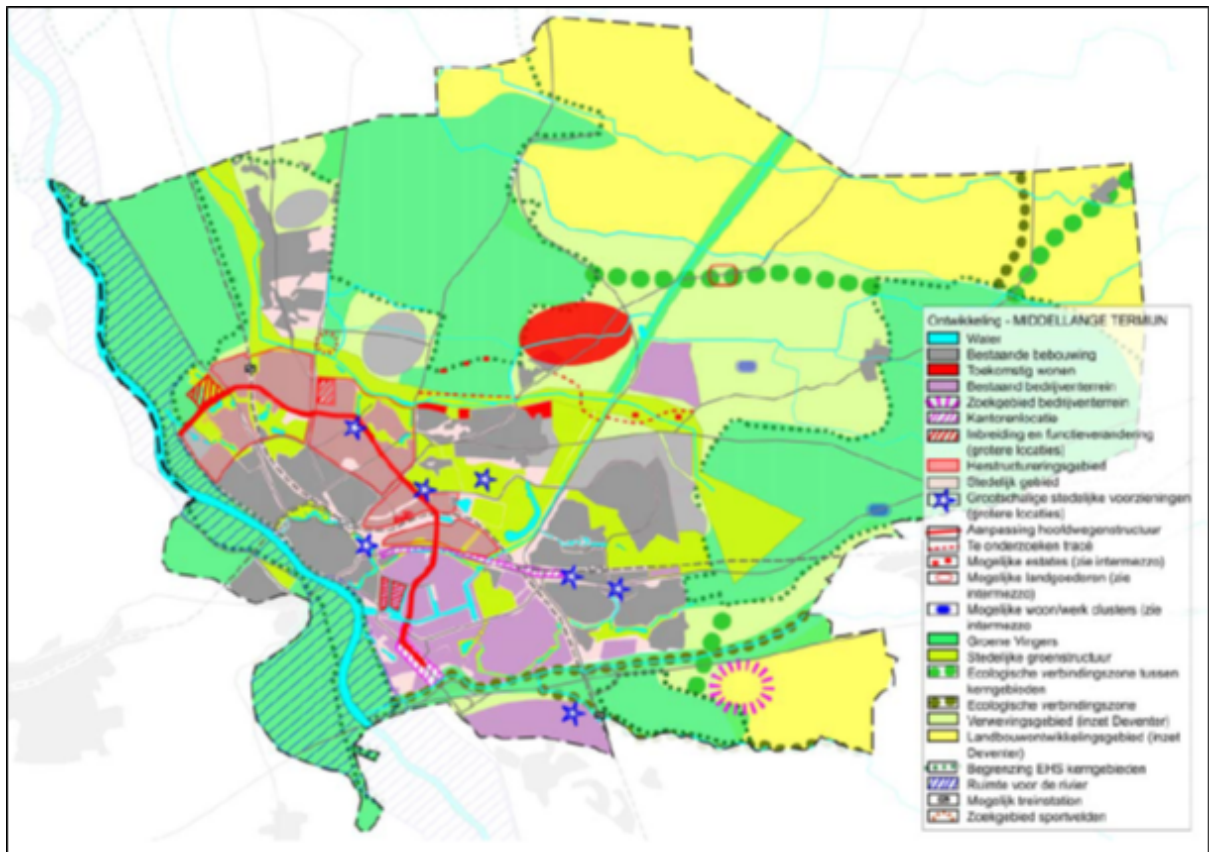 Ontwikkeling - MIDDELLANGE TERMIJN
Water
Bestaande bebouwing
Toekomstig wonen
Bestaand bedrijventerrein
Zoekgebied bedrijventerrein
Kantorenlocatie
Inbreiding en functieverandering
(grotere locaties)
Herstructureringsgebied
Stedelijk gebied
Grootschalige stedelijke voorzieningen
(grotere locaties)
Aanpassing hoofdwegenstructuur
Te onderzoeken tracé
Mogelijke estates (zie intermezzo)
Mogelijke landgoederen (zie
intermezzo)
Mogelijke woon/werk clusters (zie
intermezzo
Groene Vingers
Stedelijke groenstructuur
Ecologische verbindingszone tussen
kerngebieden
Ecologische verbindingszone
Verwevingsgebied (inzet Deventer)
Landbouwontwikkelingsgebied (inzet
Deventer)
Begrenzing EHS kerngebieden
Ruimte voor de rivier
Mogelijk treinstation
Zoekgebied sportvelden